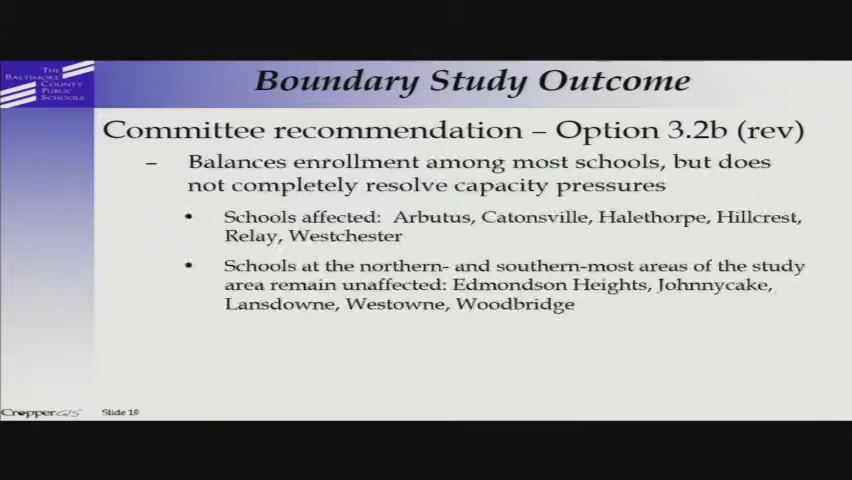 THE
BALTIMORE
COUNTY
PUBLIC
SCHOOLS
Boundary Study Outcome
Committee recommendation – Option 3.2b (rev)
– Balances enrollment among most schools, but does
not completely resolve capacity pressures
• Schools affected: Arbutus, Catonsville, Halethorpe, Hillcrest,
Relay, Westchester
• Schools at the northern- and southern-most areas of the study
area remain unaffected: Edmondson Heights, Johnnycake,
Lansdowne, Westowne, Woodbridge
Cropper GIS
Slide